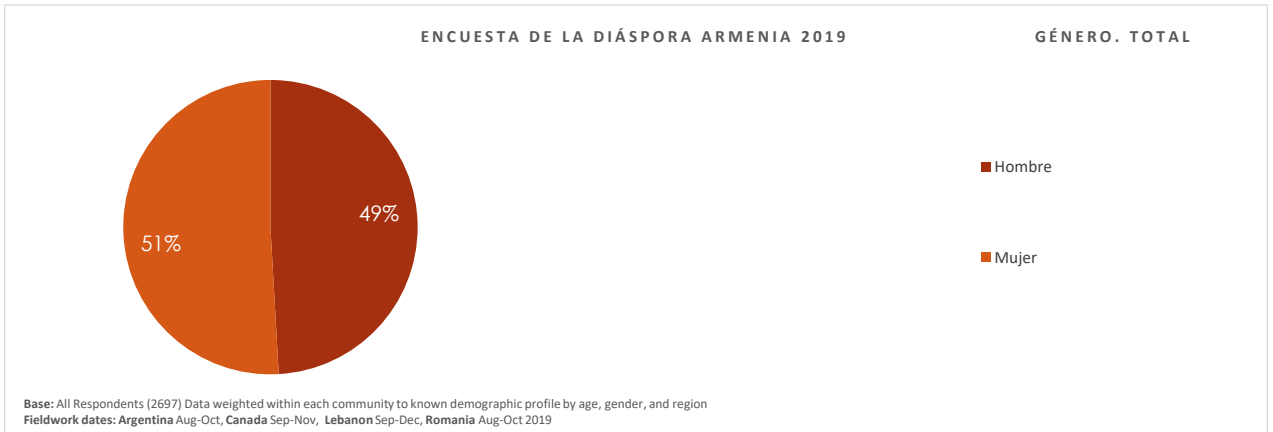 ENCUESTA DE LA DIÁSPORA ARMENIA 2019
GÉNERO. TOTAL
49%
51%
Hombre
Mujer
Base: All Respondents (2697) Data weighted within each community to known demographic profile by age, gender, and region
Fieldwork dates: Argentina Aug-Oct, Canada Sep-Nov, Lebanon Sep-Dec, Romania Aug-Oct 2019